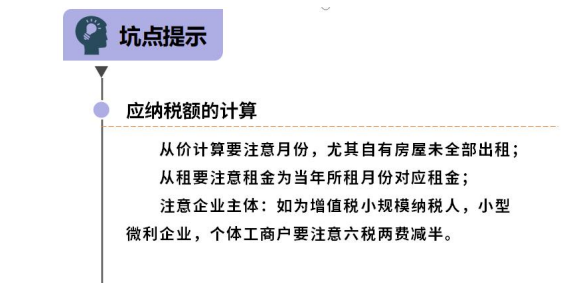 坑点提示
应纳税额的计算
从价计算要注意月份，尤其自有房屋未全部出租；
从租要注意租金为当年所租月份对应租金；
注意企业主体：如为增值税小规模纳税人，小型
微利企业，个体工商户要注意六税两费减半。